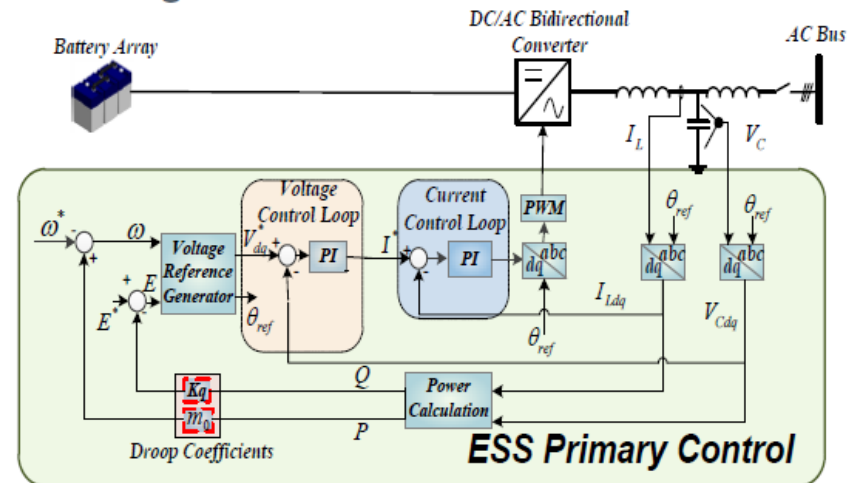 DC/AC Bidirectional
Converter
Battery Array
AC Bus
I_L
V_C
Voltage
Control Loop
Current
Control Loop
PWM
θ_ref
θ_ref
ω*
-
+
ω
Voltage
Reference
Generator
V*_dq
+
-
PI
I*
+
-
PI
abc
dq
abc
dq
abc
dq
E*
+
-
E
θ_ref
θ_ref
I_Ldq
V_Cdq
Kq
m_0
Q
P
Power
Calculation
Droop Coefficients
ESS Primary Control